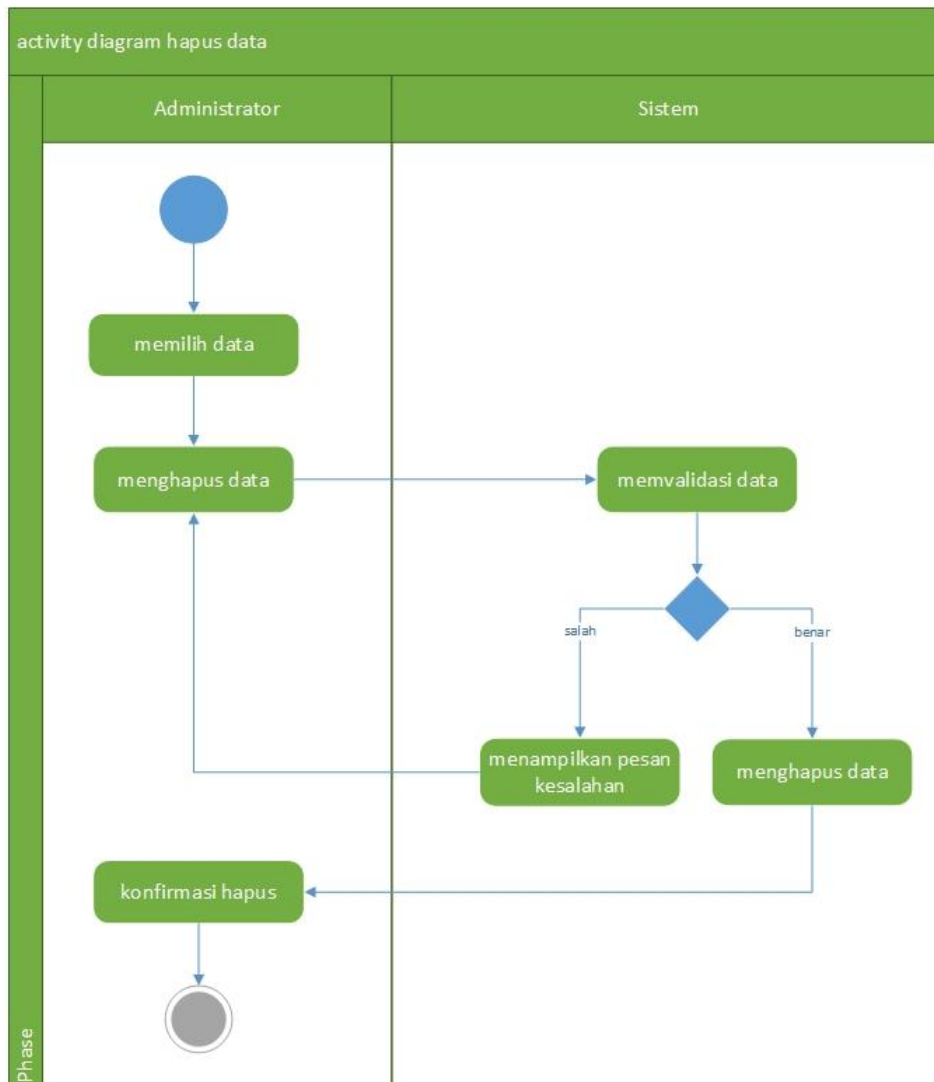 activity diagram hapus data
Administrator
Sistem
memilih data
menghapus data
memvalidasi data
salah
benar
menampilkan pesan
kesalahan
menghapus data
konfirmasi hapus
Phase